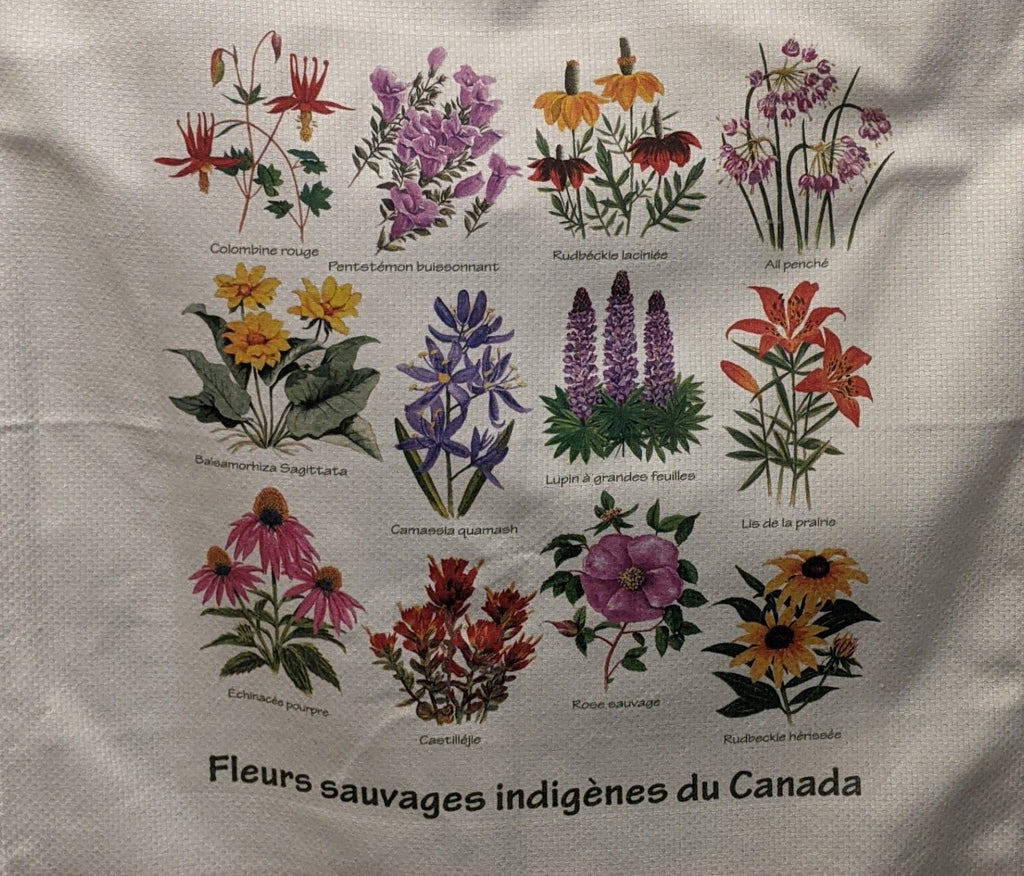 Colombine rouge
Pentstémon buissonnant
Rudbéckie laciniée
Ail penché
Balsamorhiza Sagittata
Camassia quamash
Lupin à grandes feuilles
Lis de la prairie
Échinacée pourpre
Castilléjie
Rose sauvage
Rudbeckie hérissée
Fleurs sauvages indigènes du Canada